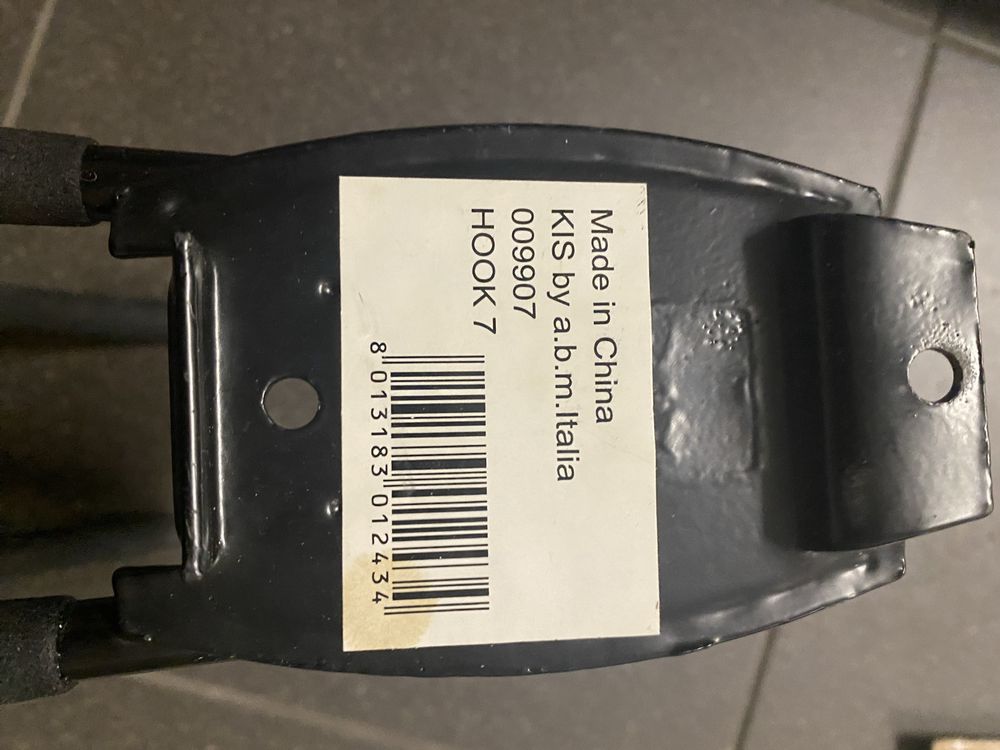 Made in China
KIS by a.b.m.Italia
009907
HOOK 7
8 013183 012434